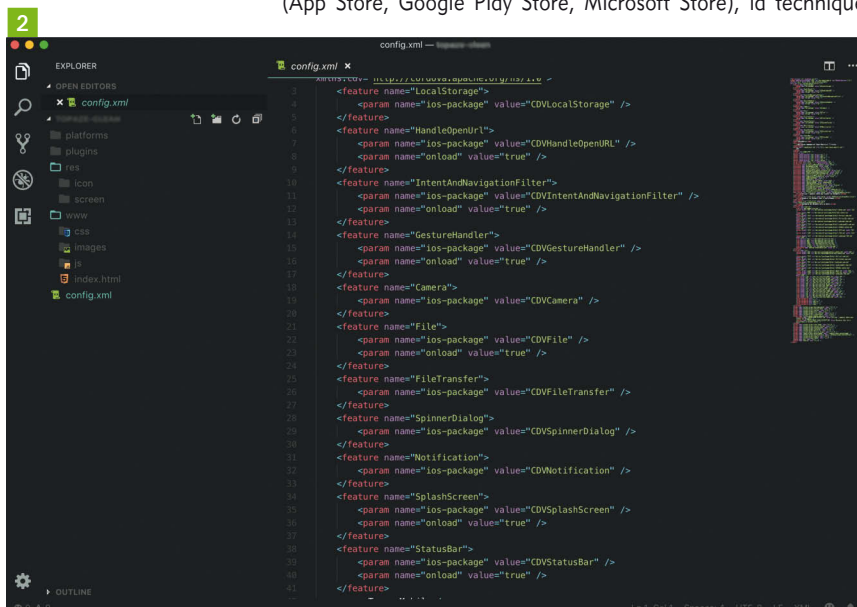 (App Store, Google Play Store, Microsoft Store), id technique
2
config.xml —
EXPLORER
OPEN EDITORS
config.xml
platforms
plugins
res
icon
screen
www
css
images
js
index.html
config.xml
OUTLINE
config.xml
xmlns:cdv="http://cordova.apache.org/ns/1.0">
3 <feature name="LocalStorage">
4 <param name="ios-package" value="CDVLocalStorage" />
5 </feature>
6 <feature name="HandleOpenUrl">
7 <param name="ios-package" value="CDVHandleOpenURL" />
8 <param name="onload" value="true" />
9 </feature>
10 <feature name="IntentAndNavigationFilter">
11 <param name="ios-package" value="CDVIntentAndNavigationFilter" />
12 <param name="onload" value="true" />
13 </feature>
14 <feature name="GestureHandler">
15 <param name="ios-package" value="CDVGestureHandler" />
16 <param name="onload" value="true" />
17 </feature>
18 <feature name="Camera">
19 <param name="ios-package" value="CDVCamera" />
20 </feature>
21 <feature name="File">
22 <param name="ios-package" value="CDVFile" />
23 <param name="onload" value="true" />
24 </feature>
25 <feature name="FileTransfer">
26 <param name="ios-package" value="CDVFileTransfer" />
27 </feature>
28 <feature name="SpinnerDialog">
29 <param name="ios-package" value="CDVSpinnerDialog" />
30 </feature>
31 <feature name="Notification">
32 <param name="ios-package" value="CDVNotification" />
33 </feature>
34 <feature name="SplashScreen">
35 <param name="ios-package" value="CDVSplashScreen" />
36 <param name="onload" value="true" />
37 </feature>
38 <feature name="StatusBar">
39 <param name="ios-package" value="CDVStatusBar" />
40 <param name="onload" value="true" />
41 </feature>